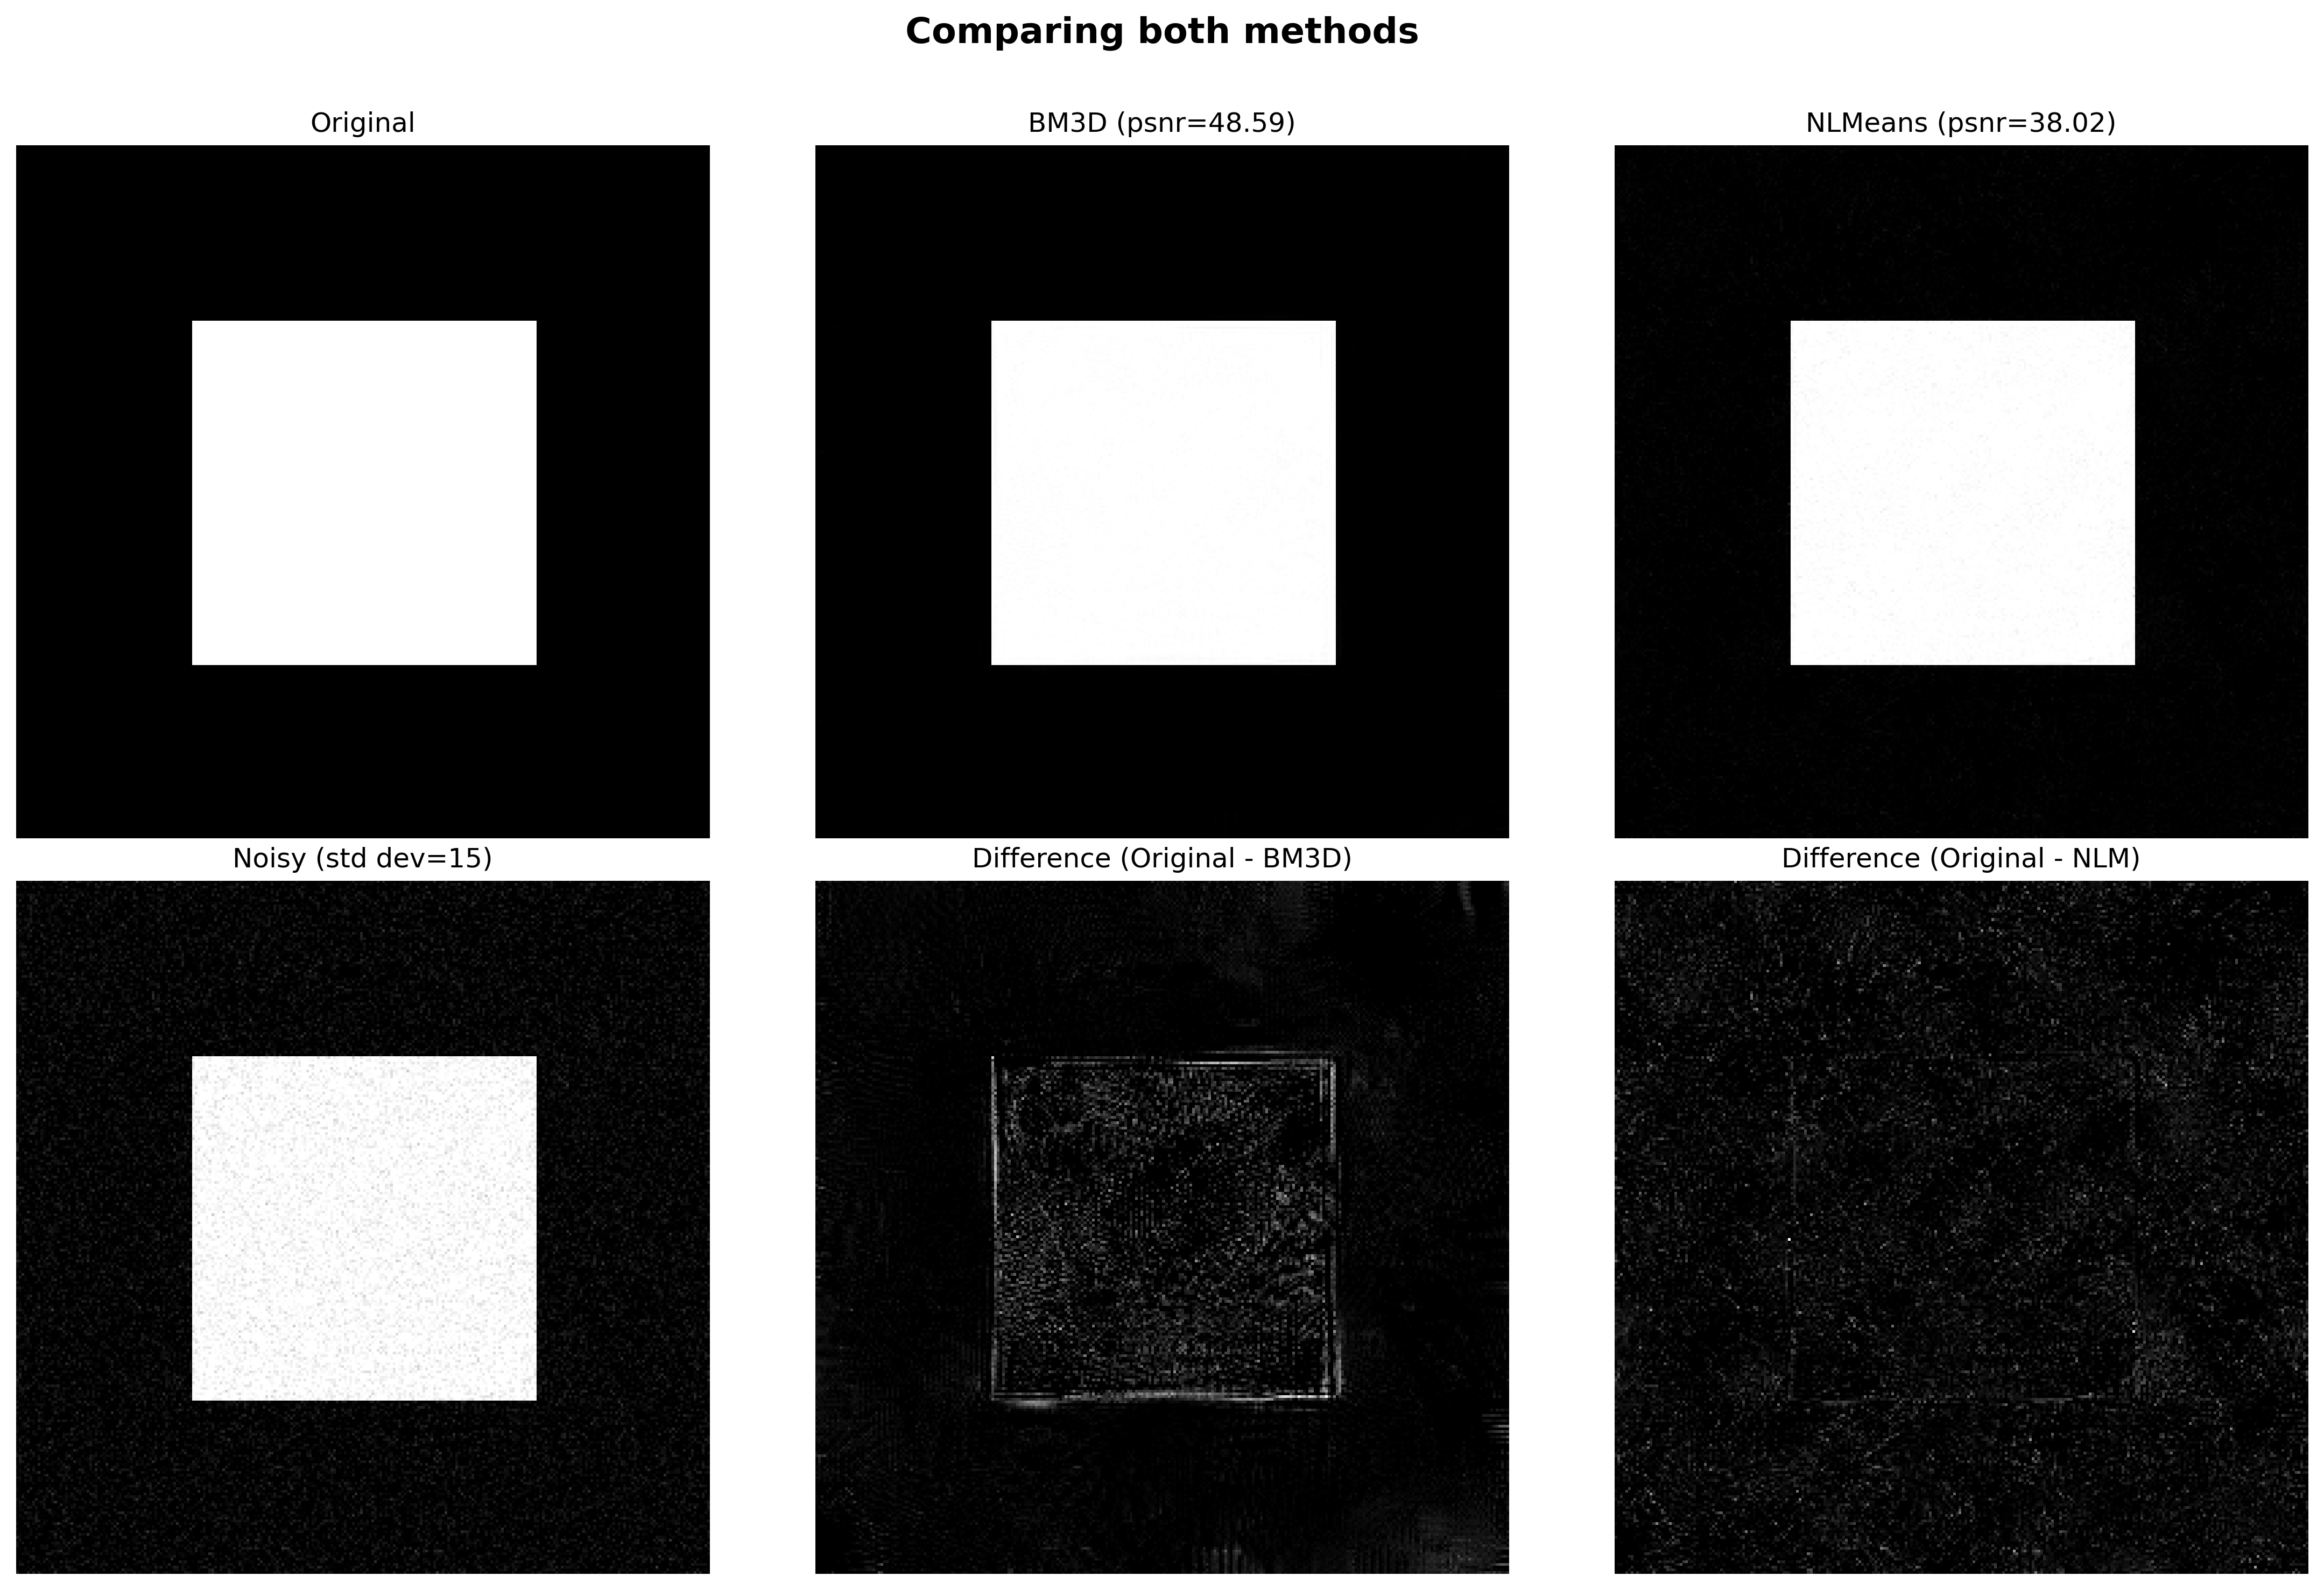 Comparing both methods
Original
BM3D (psnr=48.59)
NLMeans (psnr=38.02)
Noisy (std dev=15)
Difference (Original - BM3D)
Difference (Original - NLM)